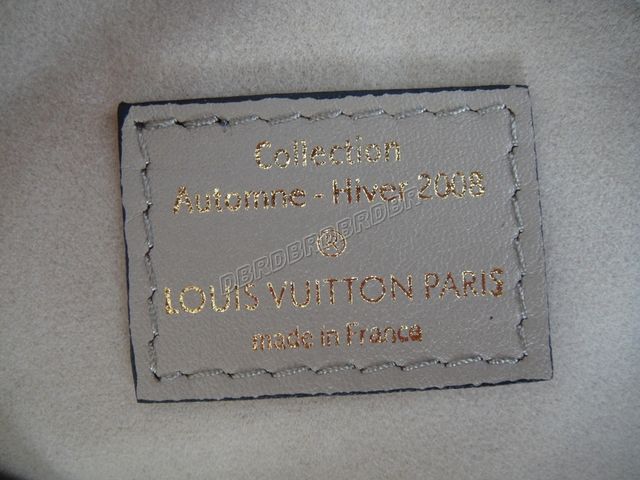 Collection
Automne - Hiver 2008
®
LOUIS VUITTON PARIS
made in France